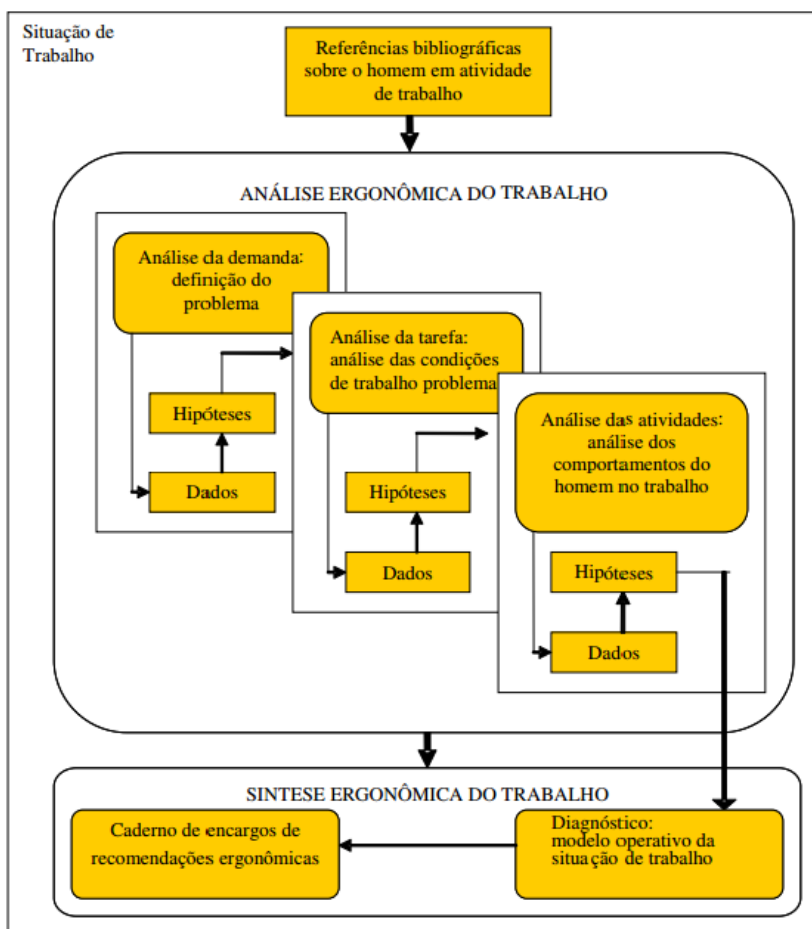 Situação de
Trabalho
Referências bibliográficas
sobre o homem em atividade
de trabalho
ANÁLISE ERGONÔMICA DO TRABALHO
Análise da demanda:
definição do
problema
Hipóteses
Dados
Análise da tarefa:
análise das condições
de trabalho problema
Hipóteses
Dados
Análise das atividades:
análise dos
comportamentos do
homem no trabalho
Hipóteses
Dados
SINTESE ERGONÔMICA DO TRABALHO
Caderno de encargos de
recomendações ergonômicas
Diagnóstico:
modelo operativo da
situação de trabalho